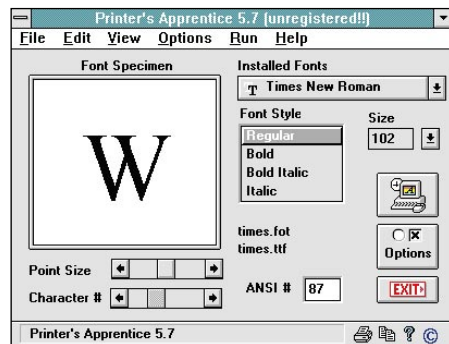 Printer's Apprentice 5.7 (unregistered!!)
File Edit View Options Run Help
Font Specimen
W
Installed Fonts
Times New Roman
Font Style
Regular
Bold
Bold Italic
Italic
Size
102
times.fot
times.ttf
Options
Point Size
Character #
ANSI # 87
EXIT
Printer's Apprentice 5.7